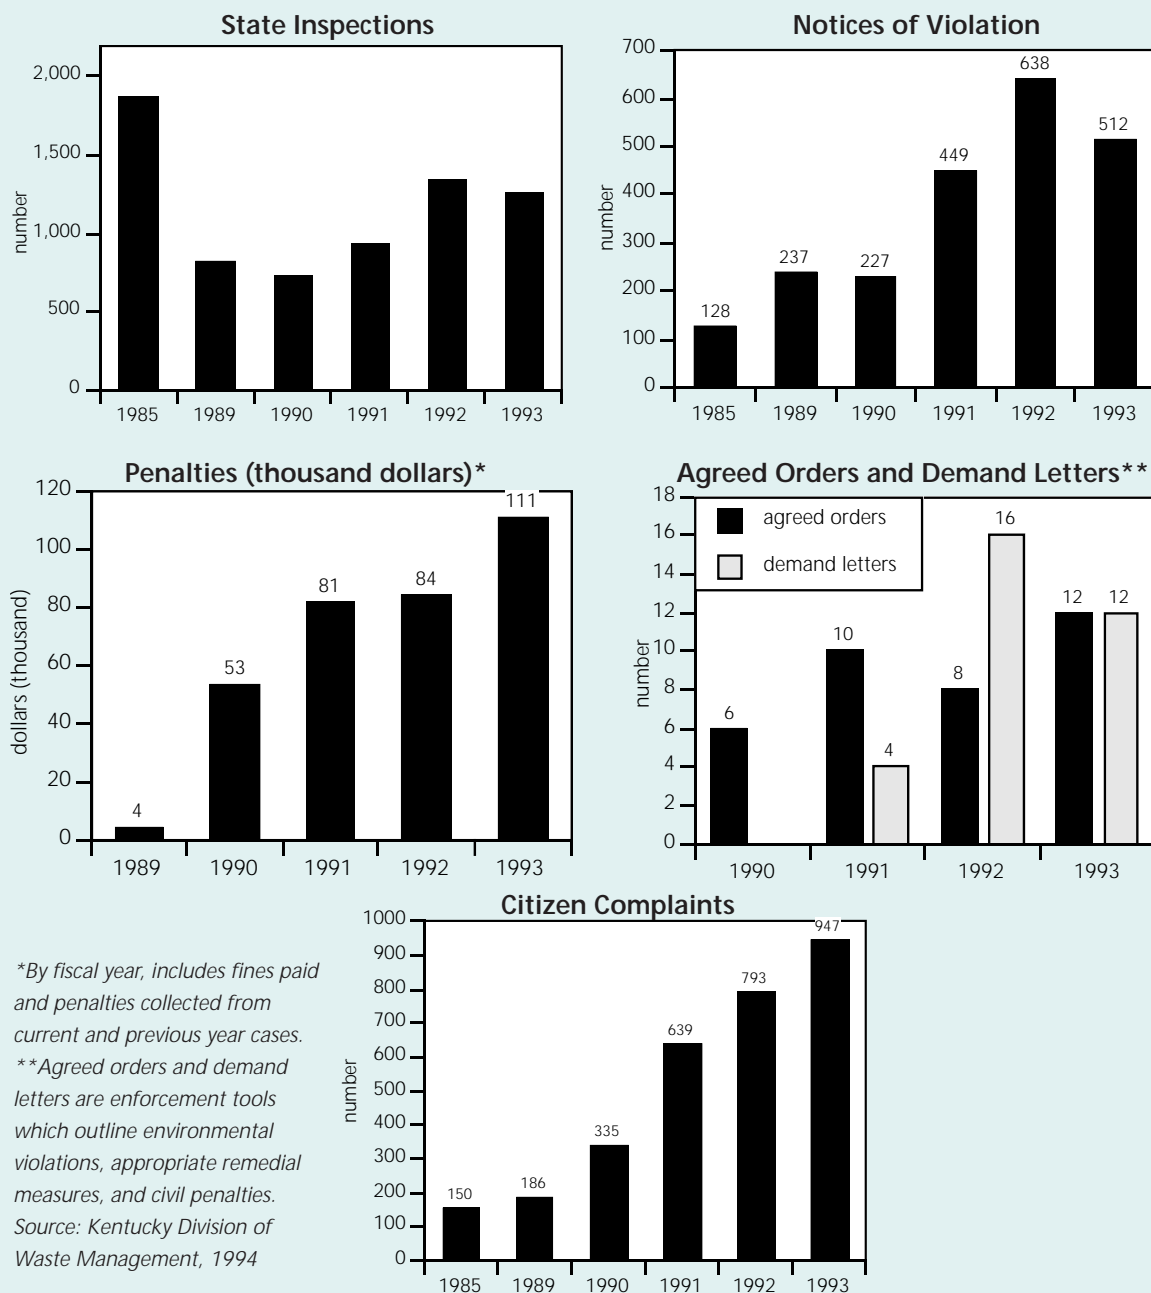 State Inspections
2,000
1,500
1,000
500
0
number
1985 1989 1990 1991 1992 1993
Notices of Violation
700
600
500
400
300
200
100
0
number
128 237 227 449 638 512
1985 1989 1990 1991 1992 1993
Penalties (thousand dollars)*
120
100
80
60
40
20
0
dollars (thousand)
4 53 81 84 111
1989 1990 1991 1992 1993
Agreed Orders and Demand Letters**
18
16
14
12
10
8
6
4
2
0
number
agreed orders
demand letters
6 10 4 8 16 12 12
1990 1991 1992 1993
Citizen Complaints
1000
900
800
700
600
500
400
300
200
100
0
number
150 186 335 639 793 947
1985 1989 1990 1991 1992 1993
*By fiscal year, includes fines paid
and penalties collected from
current and previous year cases.
**Agreed orders and demand
letters are enforcement tools
which outline environmental
violations, appropriate remedial
measures, and civil penalties.
Source: Kentucky Division of
Waste Management, 1994